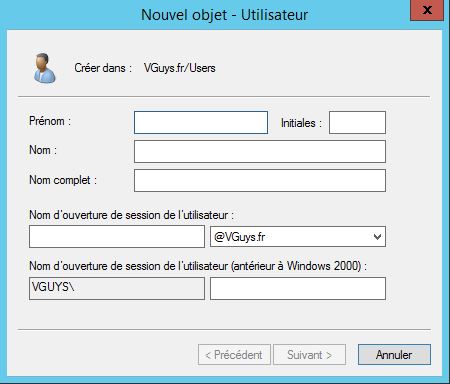 Nouvel objet - Utilisateur
x
Créer dans : VGuys.fr/Users
Prénom : Initiales :
Nom :
Nom complet :
Nom d'ouverture de session de l'utilisateur :
@VGuys.fr
Nom d'ouverture de session de l'utilisateur (antérieur à Windows 2000) :
VGUYS\
< Précédent Suivant > Annuler